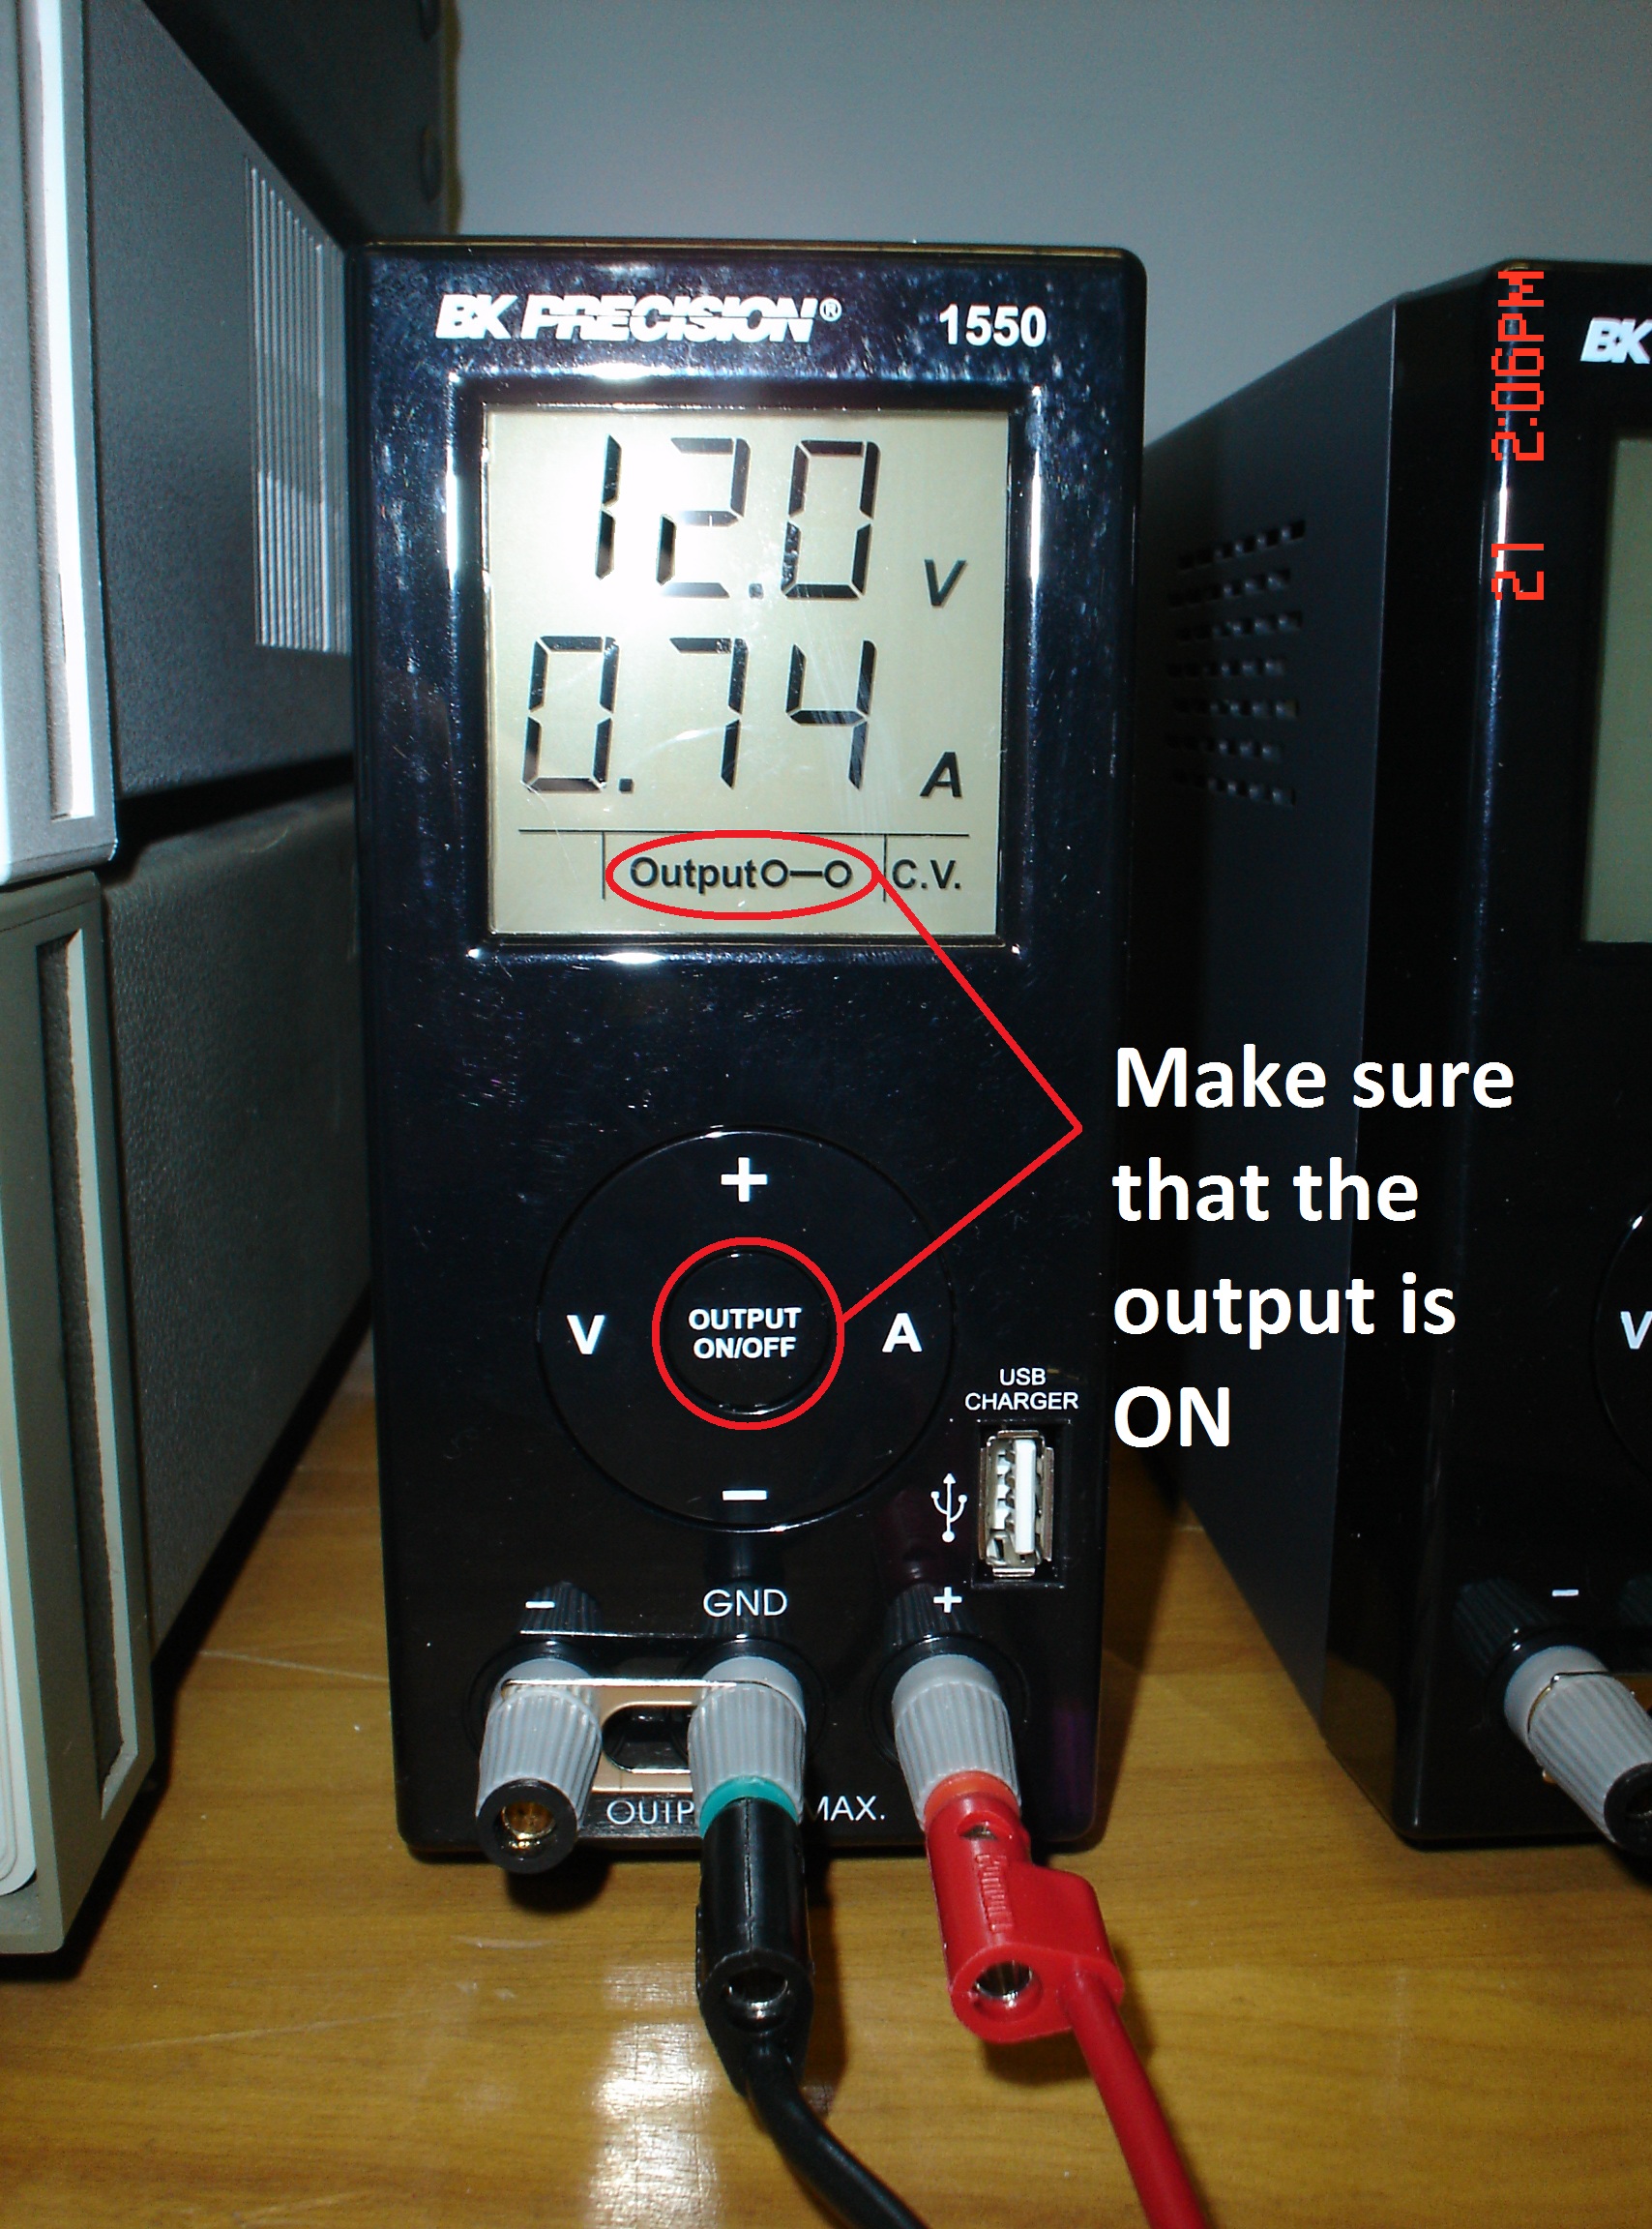 BK PRECISION® 1550
BK
12.0 V
0.74 A
Output C.V.
21 2:06PM
Make sure
that the
output is
ON
+
V OUTPUT A
ON/OFF
−
V
USB
CHARGER
− GND +
−
MAX.